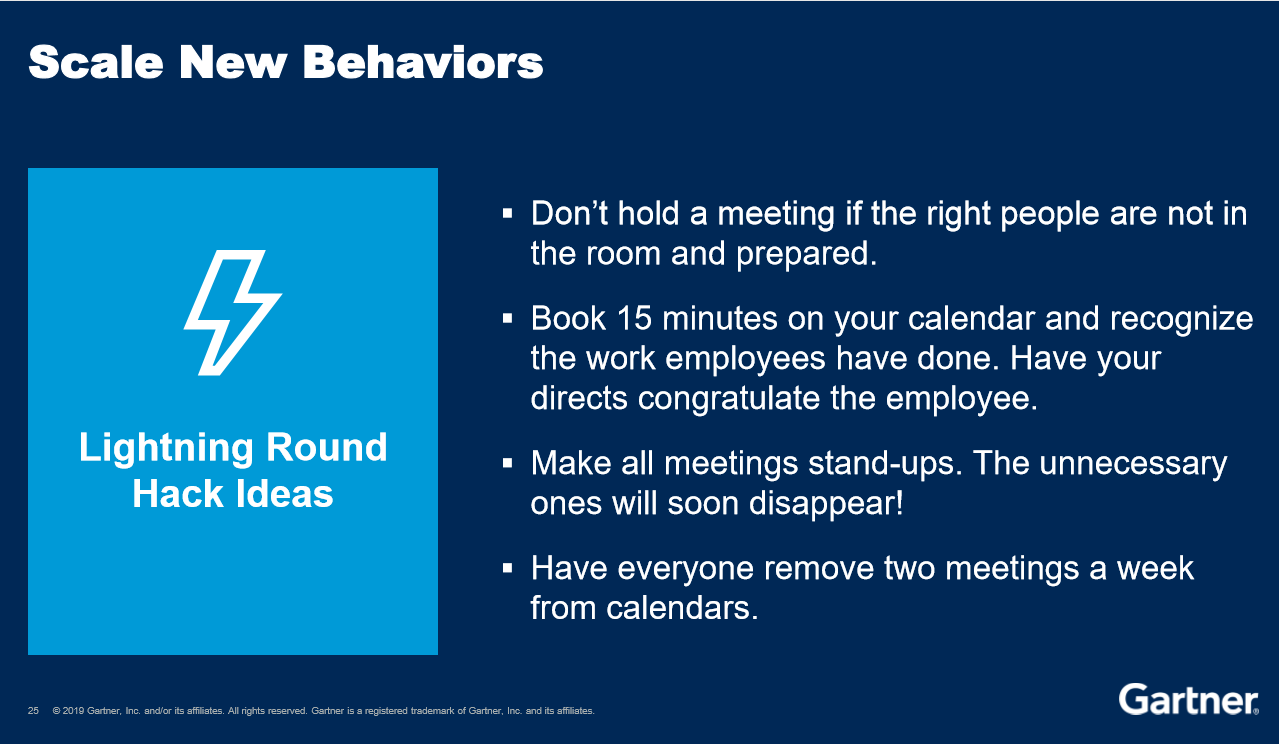 Scale New Behaviors
Lightning Round
Hack Ideas
▪ Don’t hold a meeting if the right people are not in
the room and prepared.
▪ Book 15 minutes on your calendar and recognize
the work employees have done. Have your
directs congratulate the employee.
▪ Make all meetings stand-ups. The unnecessary
ones will soon disappear!
▪ Have everyone remove two meetings a week
from calendars.
25 © 2019 Gartner, Inc. and/or its affiliates. All rights reserved. Gartner is a registered trademark of Gartner, Inc. and its affiliates.
Gartner®